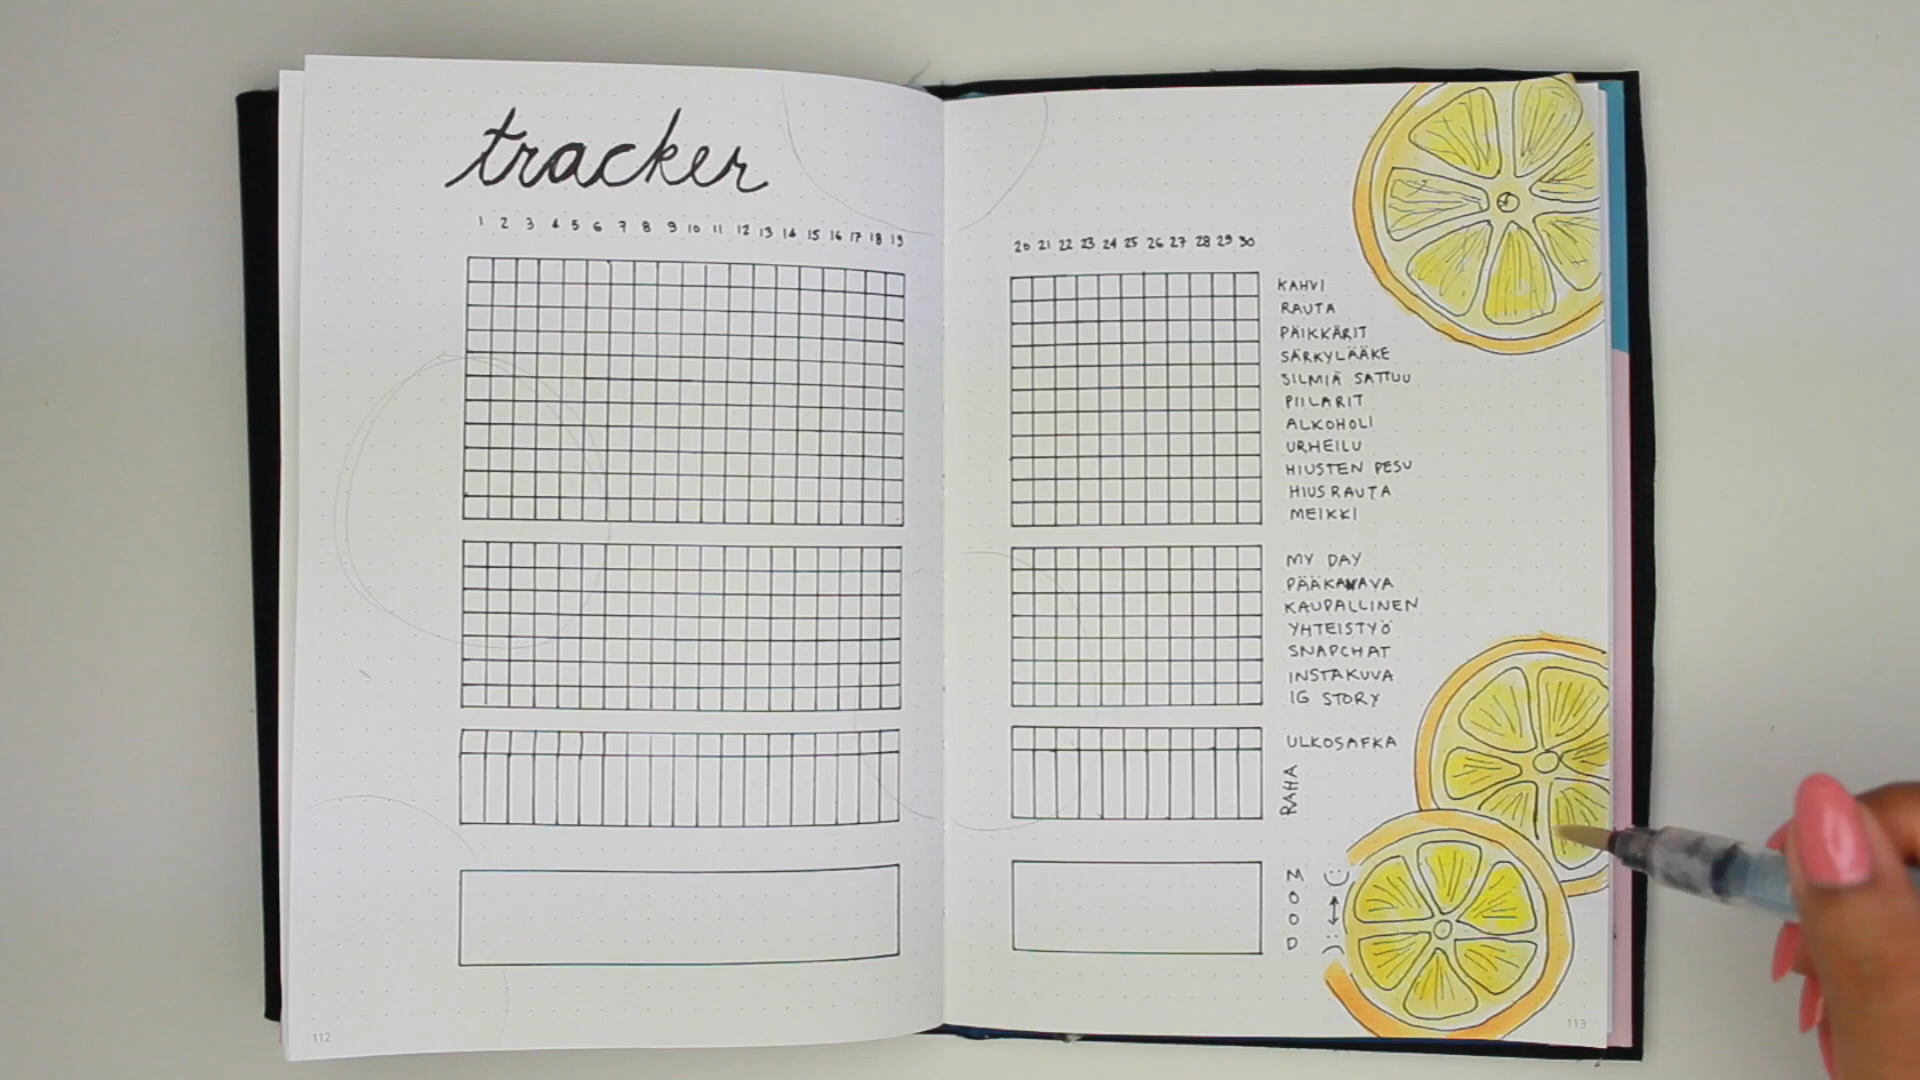 tracker
1 2 3 4 5 6 7 8 9 10 11 12 13 14 15 16 17 18 19
20 21 22 23 24 25 26 27 28 29 30
KAHVI
RAUTA
PÄIKKÄRIT
SÄRKYLÄÄKE
SILMIÄ SATTUU
PIILARIT
ALKOHOLI
URHEILU
HIUSTEN PESU
HIUSRAUTA
MEIKKI
MY DAY
PÄÄKANAVA
KAUPALLINEN
YHTEISTYÖ
SNAPCHAT
INSTAKUVA
IG STORY
ULKOSAFKA
RAHA
MOOD
112
113